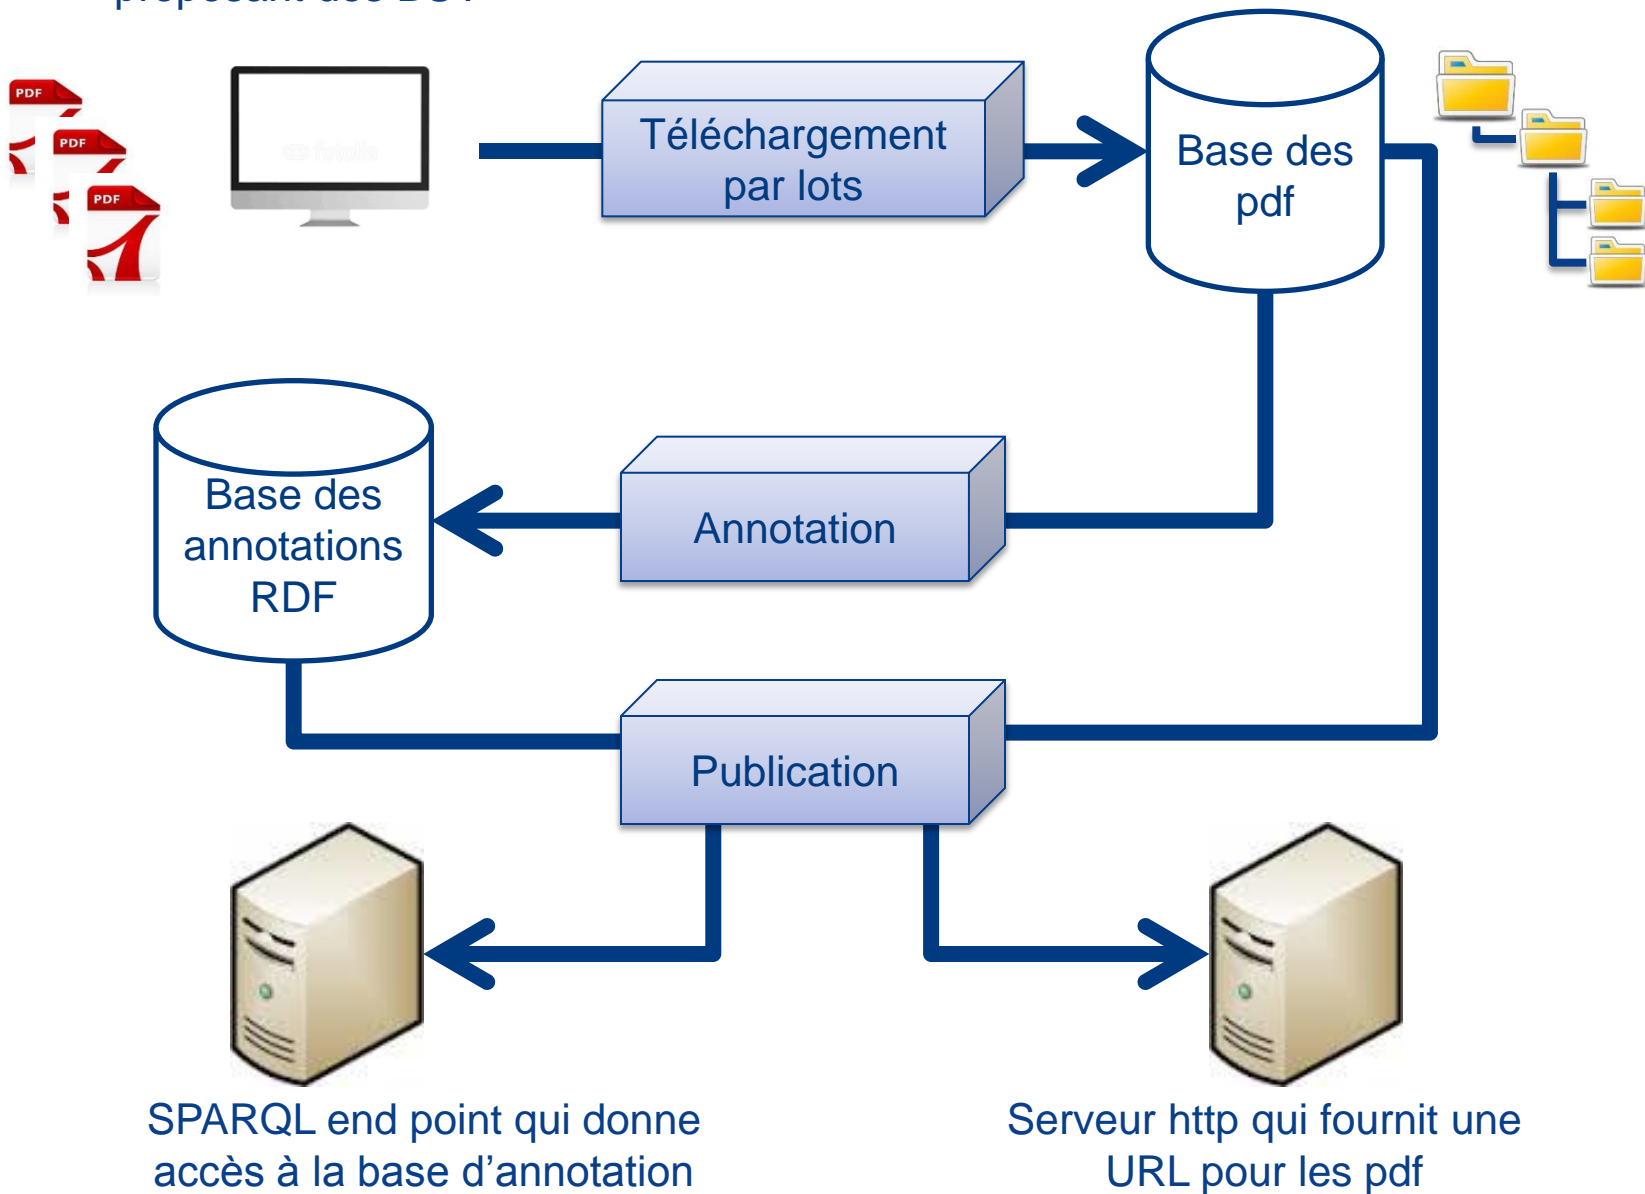 PDF
PDF
PDF
fotolia
Téléchargement
par lots
Base des
pdf
Base des
annotations
RDF
Annotation
Publication
SPARQL end point qui donne
accès à la base d’annotation
Serveur http qui fournit une
URL pour les pdf